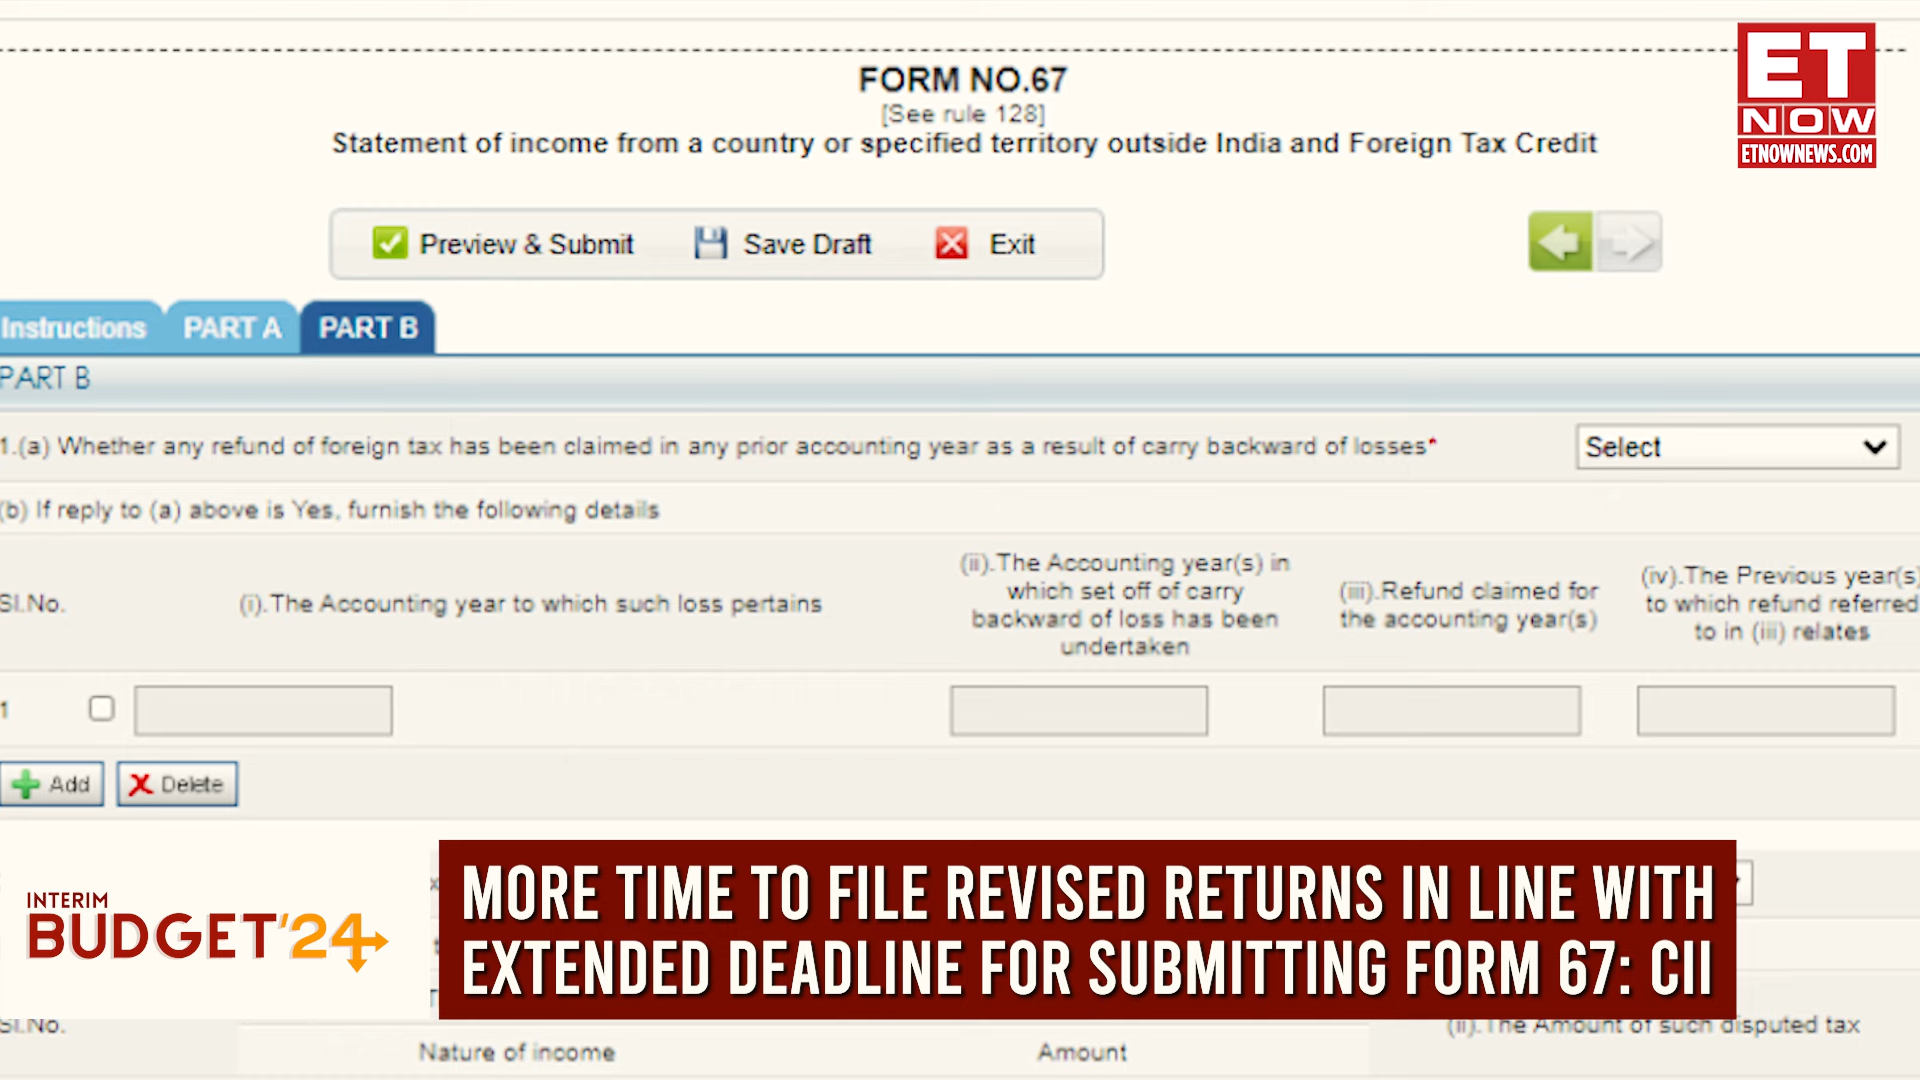 ET
NOW
ETNOWNEWS.COM
FORM NO.67
[See rule 128]
Statement of income from a country or specified territory outside India and Foreign Tax Credit
Preview & Submit Save Draft Exit
Instructions PART A PART B
PART B
1.(a) Whether any refund of foreign tax has been claimed in any prior accounting year as a result of carry backward of losses* Select
(b) If reply to (a) above is Yes, furnish the following details
Sl.No.
(i).The Accounting year to which such loss pertains
(ii).The Accounting year(s) in
which set off of carry
backward of loss has been
undertaken
(iii).Refund claimed for
the accounting year(s)
(iv).The Previous year(s)
to which refund referred
to in (iii) relates
1
Add Delete
INTERIM
BUDGET'24
MORE TIME TO FILE REVISED RETURNS IN LINE WITH
EXTENDED DEADLINE FOR SUBMITTING FORM 67: CII
Sl.No.
(ii).The Amount of such disputed tax
Nature of income Amount